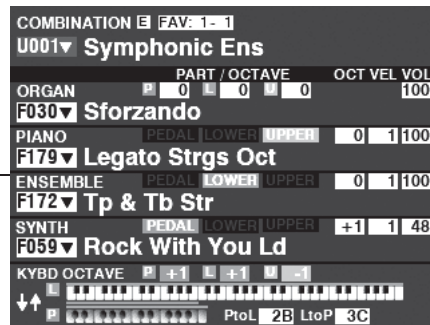 COMBINATION E FAV: 1- 1
U001▼ Symphonic Ens
PART / OCTAVE OCT VEL VOL
ORGAN P 0 L 0 U 0 100
F030▼ Sforzando
PIANO PEDAL LOWER UPPER 0 1 100
F179▼ Legato Strgs Oct
ENSEMBLE PEDAL LOWER UPPER 0 1 100
F172▼ Tp & Tb Str
SYNTH PEDAL LOWER UPPER +1 1 48
F059▼ Rock With You Ld
KYBD OCTAVE P +1 L +1 U -1
L
P PtoL 2B LtoP 3C